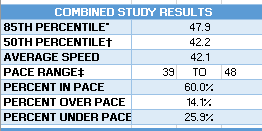 COMBINED STUDY RESULTS
85TH PERCENTILE* 47.9
50TH PERCENTILE† 42.2
AVERAGE SPEED 42.1
PACE RANGE‡ 39 TO 48
PERCENT IN PACE 60.0%
PERCENT OVER PACE 14.1%
PERCENT UNDER PACE 25.9%